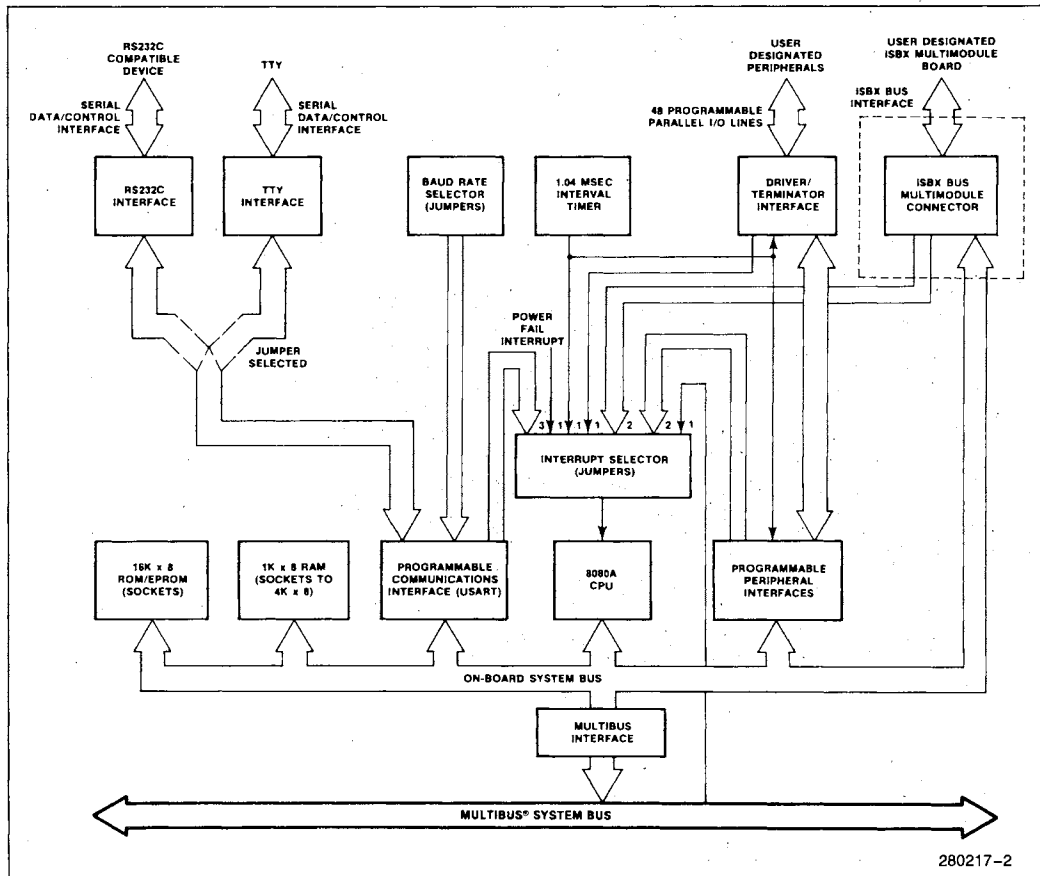 RS232C
COMPATIBLE
DEVICE
TTY
USER
DESIGNATED
PERIPHERALS
USER DESIGNATED
ISBX MULTIMODULE
BOARD
SERIAL
DATA/CONTROL
INTERFACE
SERIAL
DATA/CONTROL
INTERFACE
48 PROGRAMMABLE
PARALLEL I/O LINES
ISBX BUS
INTERFACE
RS232C
INTERFACE
TTY
INTERFACE
BAUD RATE
SELECTOR
(JUMPERS)
1.04 MSEC
INTERVAL
TIMER
DRIVER/
TERMINATOR
INTERFACE
ISBX BUS
MULTIMODULE
CONNECTOR
POWER
FAIL
INTERRUPT
JUMPER
SELECTED
3 1 1 1 2 2 1
INTERRUPT SELECTOR
(JUMPERS)
16K x 8
ROM/EPROM
(SOCKETS)
1K x 8 RAM
(SOCKETS TO
4K x 8)
PROGRAMMABLE
COMMUNICATIONS
INTERFACE (USART)
8080A
CPU
PROGRAMMABLE
PERIPHERAL
INTERFACES
ON-BOARD SYSTEM BUS
MULTIBUS
INTERFACE
MULTIBUS® SYSTEM BUS
280217–2